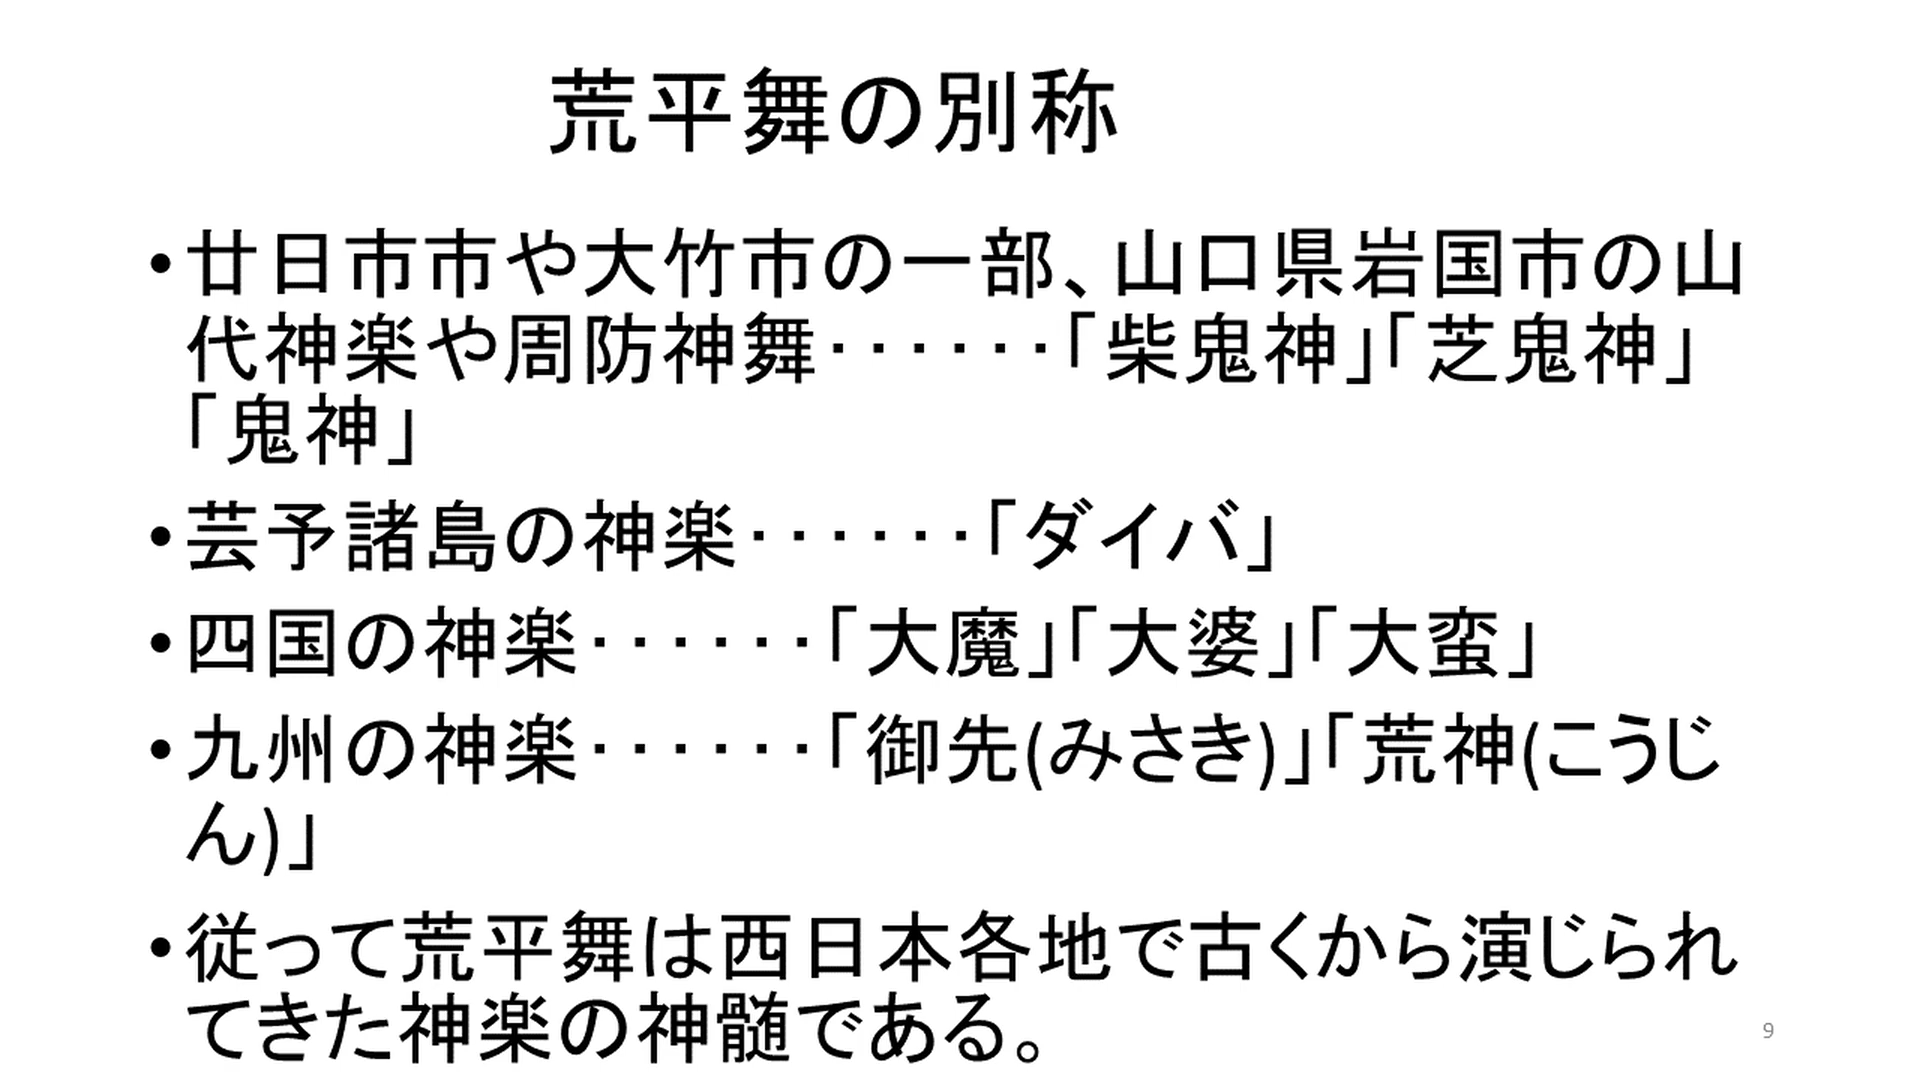 荒平舞の別称
•廿日市市や大竹市の一部、山口県岩国市の山
代神楽や周防神舞・・・・・・「柴鬼神」「芝鬼神」
「鬼神」
•芸予諸島の神楽・・・・・・「ダイバ」
•四国の神楽・・・・・・「大魔」「大婆」「大蛮」
•九州の神楽・・・・・・「御先(みさき)」「荒神(こうじ
ん)」
•従って荒平舞は西日本各地で古くから演じられ
てきた神楽の神髄である。
9